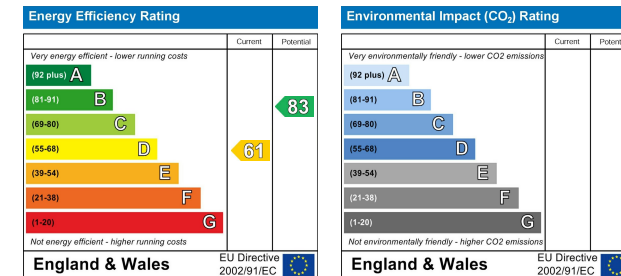 Energy Efficiency Rating
Current Potential
Very energy efficient - lower running costs
(92 plus) A
(81-91) B
83
(69-80) C
(55-68) D
61
(39-54) E
(21-38) F
(1-20) G
Not energy efficient - higher running costs
England & Wales
EU Directive
2002/91/EC
Environmental Impact (CO2) Rating
Current Potent
Very environmentally friendly - lower CO2 emissions
(92 plus) A
(81-91) B
(69-80) C
(55-68) D
(39-54) E
(21-38) F
(1-20) G
Not environmentally friendly - higher CO2 emissions
England & Wales
EU Directive
2002/91/EC